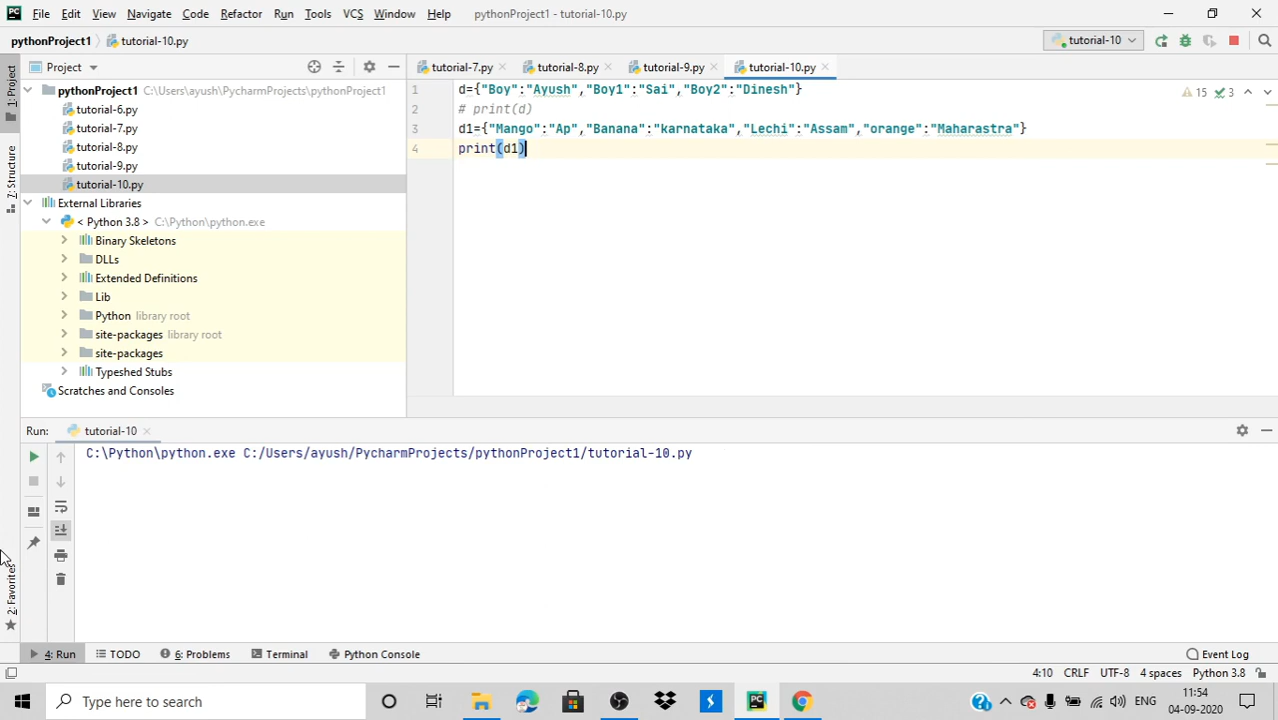 File Edit View Navigate Code Refactor Run Tools VCS Window Help pythonProject1 - tutorial-10.py
pythonProject1 tutorial-10.py tutorial-10
Project tutorial-7.py tutorial-8.py tutorial-9.py tutorial-10.py
pythonProject1 C:\Users\ayush\PycharmProjects\pythonProject1
tutorial-6.py
tutorial-7.py
tutorial-8.py
tutorial-9.py
tutorial-10.py
External Libraries
< Python 3.8 > C:\Python\python.exe
Binary Skeletons
DLLs
Extended Definitions
Lib
Python library root
site-packages library root
site-packages
Typeshed Stubs
Scratches and Consoles
1 d={"Boy":"Ayush","Boy1":"Sai","Boy2":"Dinesh"}
2 # print(d)
3 d1={"Mango":"Ap","Banana":"karnataka","Lechi":"Assam","orange":"Maharastra"}
4 print(d1)
15 3
1: Project
7: Structure
2: Favorites
Run: tutorial-10
C:\Python\python.exe C:/Users/ayush/PycharmProjects/pythonProject1/tutorial-10.py
4: Run TODO 6: Problems Terminal Python Console Event Log
4:10 CRLF UTF-8 4 spaces Python 3.8
Type here to search ENG 11:54
04-09-2020